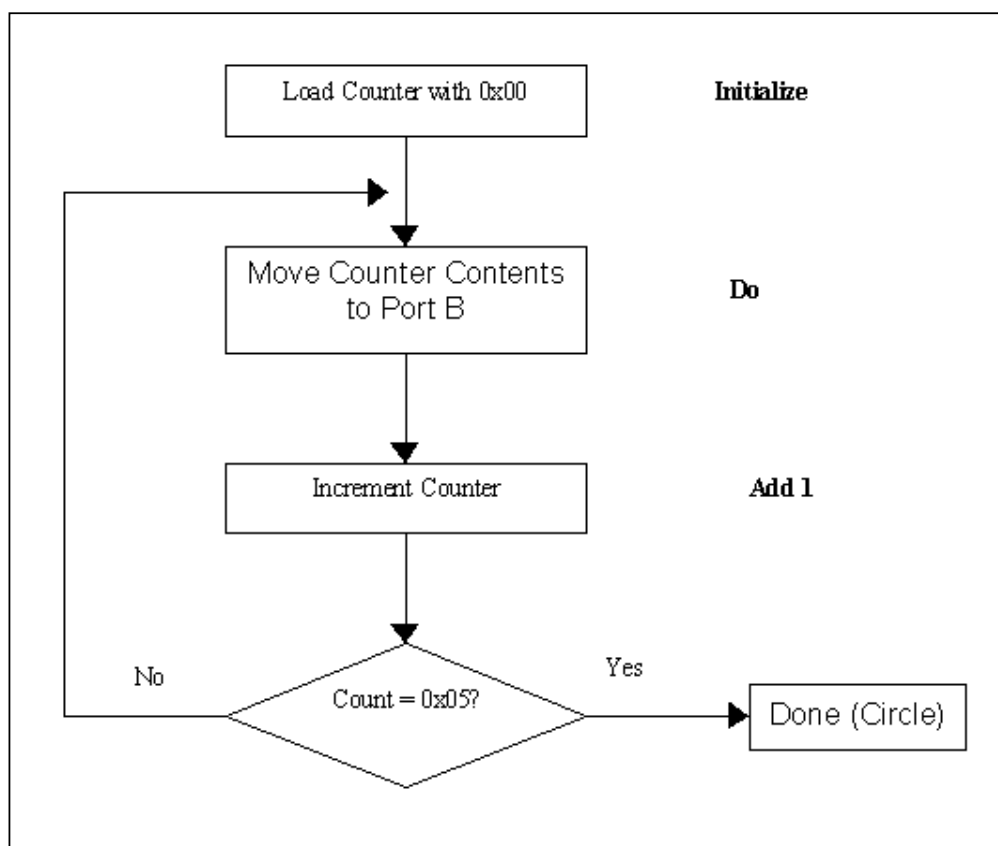 Load Counter with 0x00
Initialize
Move Counter Contents
to Port B
Do
Increment Counter
Add 1
No
Count = 0x05?
Yes
Done (Circle)